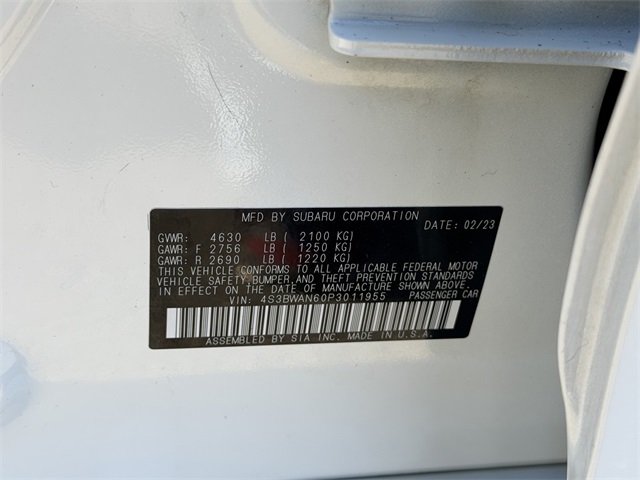 MFD BY SUBARU CORPORATION DATE: 02/23
GVWR: 4630 LB ( 2100 KG)
GAWR: F 2756 LB ( 1250 KG)
GAWR: R 2690 LB ( 1220 KG)
THIS VEHICLE CONFORMS TO ALL APPLICABLE FEDERAL MOTOR
VEHICLE SAFETY, BUMPER, AND THEFT PREVENTION STANDARDS
IN EFFECT ON THE DATE OF MANUFACTURE SHOWN ABOVE.
VIN: 4S3BWAN60P3011955 PASSENGER CAR
ASSEMBLED BY SIA INC. MADE IN U.S.A.